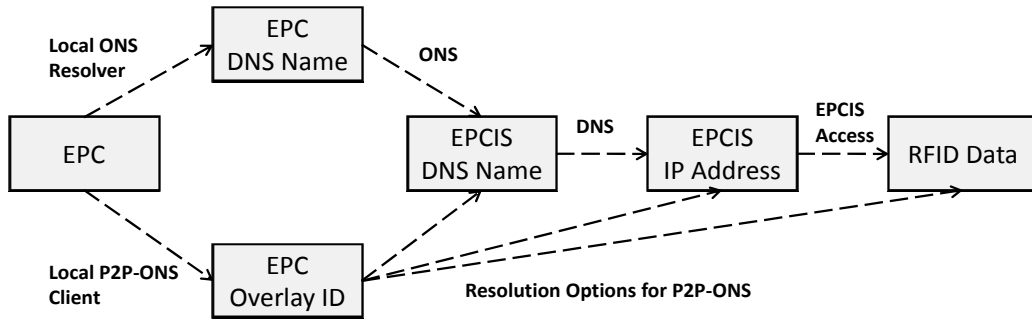 EPC
DNS Name
Local ONS
Resolver
ONS
EPC
EPCIS
DNS Name
DNS
EPCIS
IP Address
EPCIS
Access
RFID Data
Local P2P-ONS
Client
EPC
Overlay ID
Resolution Options for P2P-ONS